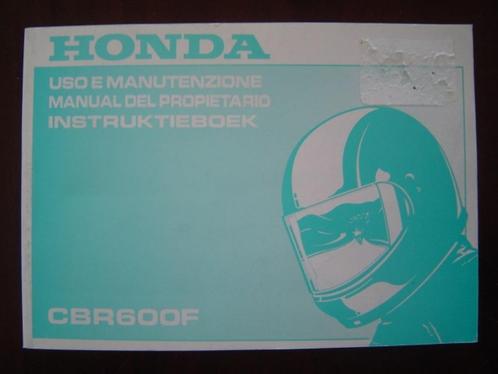 HONDA
USO E MANUTENZIONE
MANUAL DEL PROPIETARIO
INSTRUKTIEBOEK
CBR600F